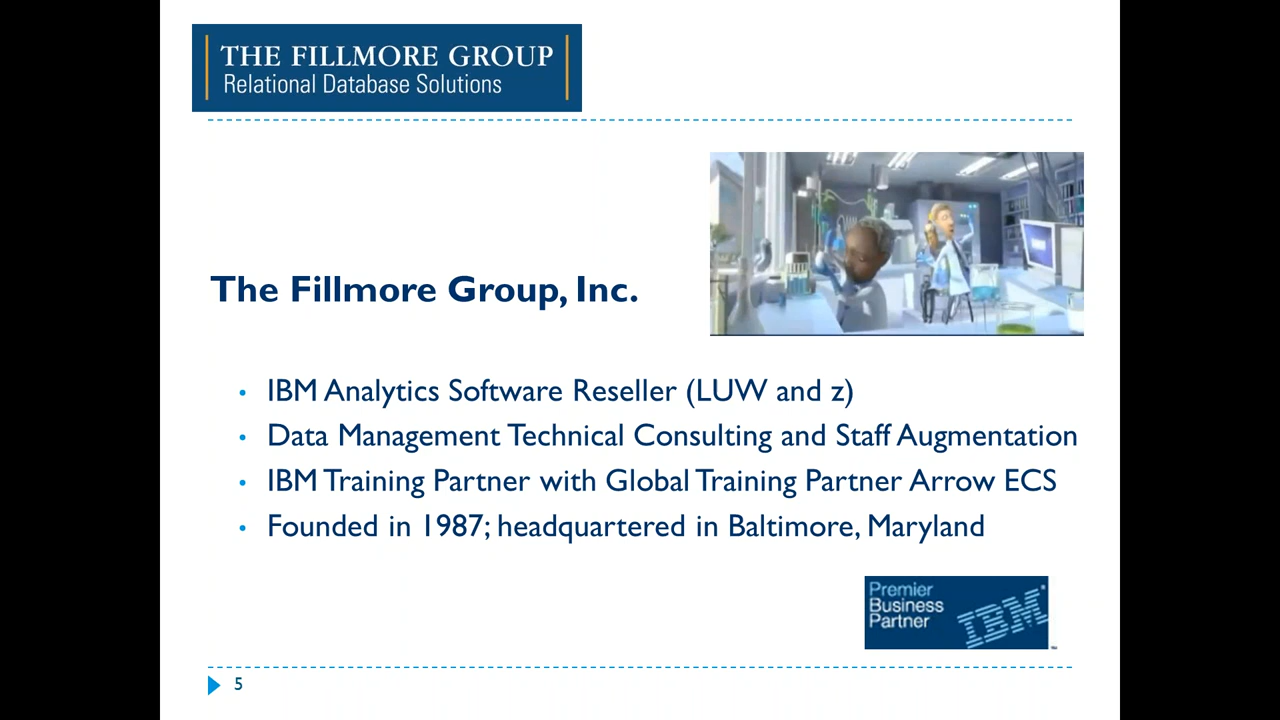 THE FILLMORE GROUP
Relational Database Solutions
The Fillmore Group, Inc.
• IBM Analytics Software Reseller (LUW and z)
• Data Management Technical Consulting and Staff Augmentation
• IBM Training Partner with Global Training Partner Arrow ECS
• Founded in 1987; headquartered in Baltimore, Maryland
Premier
Business
Partner
IBM
5